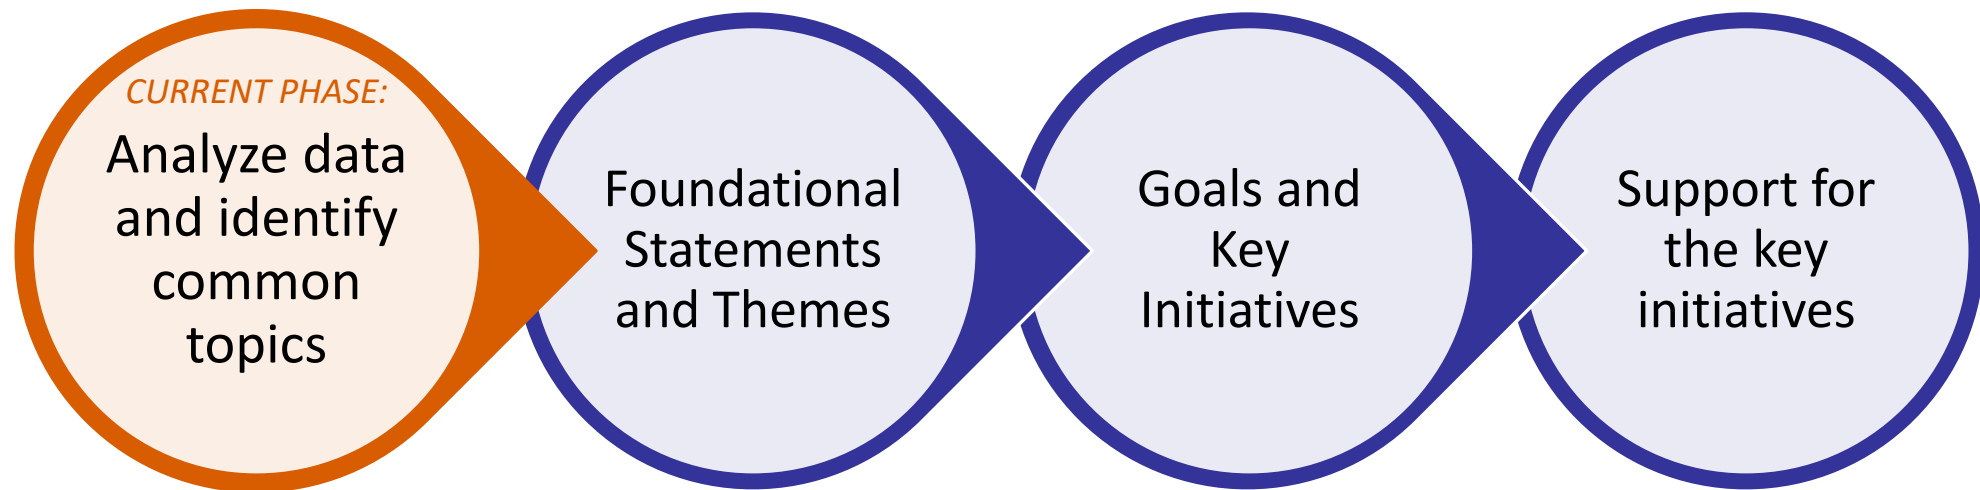 CURRENT PHASE:
Analyze data
and identify
common
topics
Foundational
Statements
and Themes
Goals and
Key
Initiatives
Support for
the key
initiatives